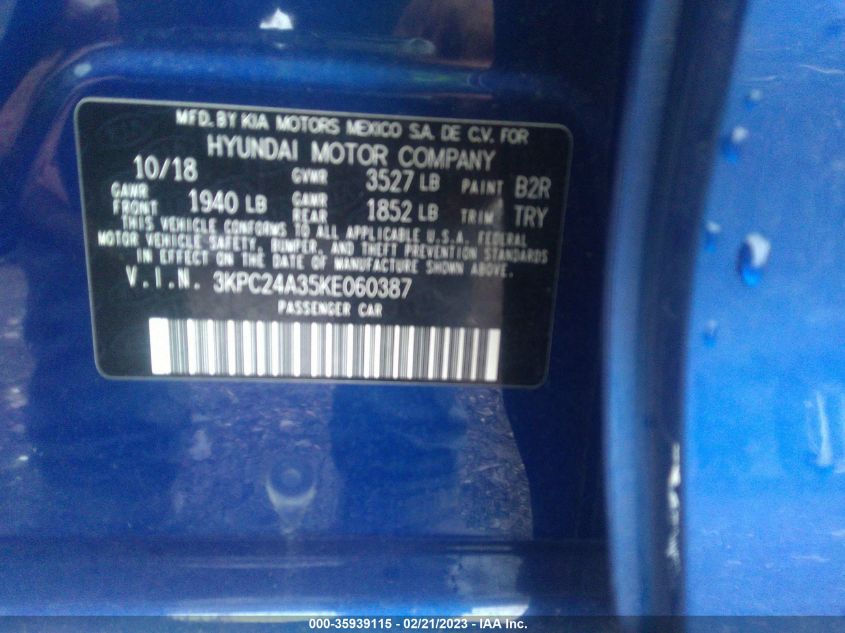 MFD. BY KIA MOTORS MEXICO S.A. DE C.V. FOR
HYUNDAI MOTOR COMPANY
10/18 GVWR 3527 LB PAINT B2R
GAWR FRONT 1940 LB GAWR REAR 1852 LB TRIM TRY
THIS VEHICLE CONFORMS TO ALL APPLICABLE U.S.A. FEDERAL
MOTOR VEHICLE SAFETY, BUMPER, AND THEFT PREVENTION STANDARDS
IN EFFECT ON THE DATE OF MANUFACTURE SHOWN ABOVE.
V.I.N. 3KPC24A35KE060387
PASSENGER CAR
000-35939115 - 02/21/2023 - IAA Inc.